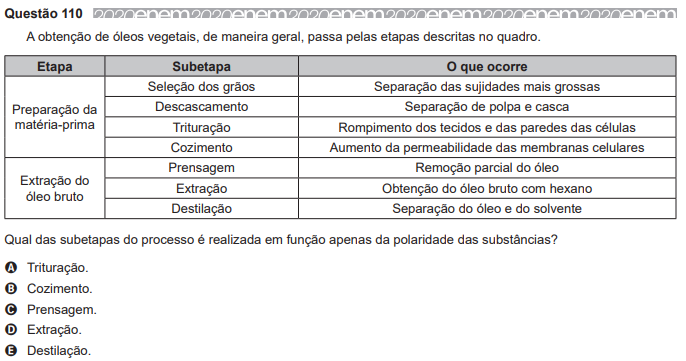 Questão 110 2020enem2020enem2020enem2020enem2020enem2020enem2020enem
A obtenção de óleos vegetais, de maneira geral, passa pelas etapas descritas no quadro.
Etapa Subetapa O que ocorre
Preparação da matéria-prima
Seleção dos grãos Separação das sujidades mais grossas
Descascamento Separação de polpa e casca
Trituração Rompimento dos tecidos e das paredes das células
Cozimento Aumento da permeabilidade das membranas celulares
Extração do óleo bruto
Prensagem Remoção parcial do óleo
Extração Obtenção do óleo bruto com hexano
Destilação Separação do óleo e do solvente
Qual das subetapas do processo é realizada em função apenas da polaridade das substâncias?
A Trituração.
B Cozimento.
C Prensagem.
D Extração.
E Destilação.